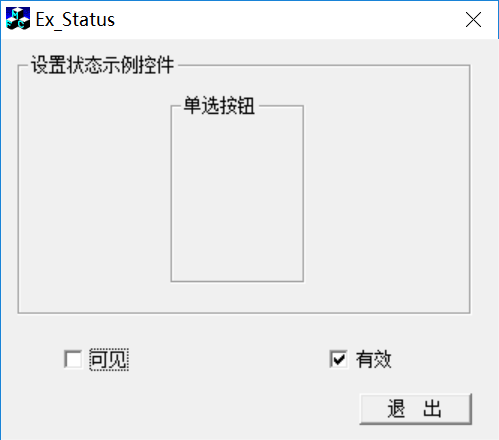 Ex_Status
设置状态示例控件
单选按钮
可见
有效
退 出